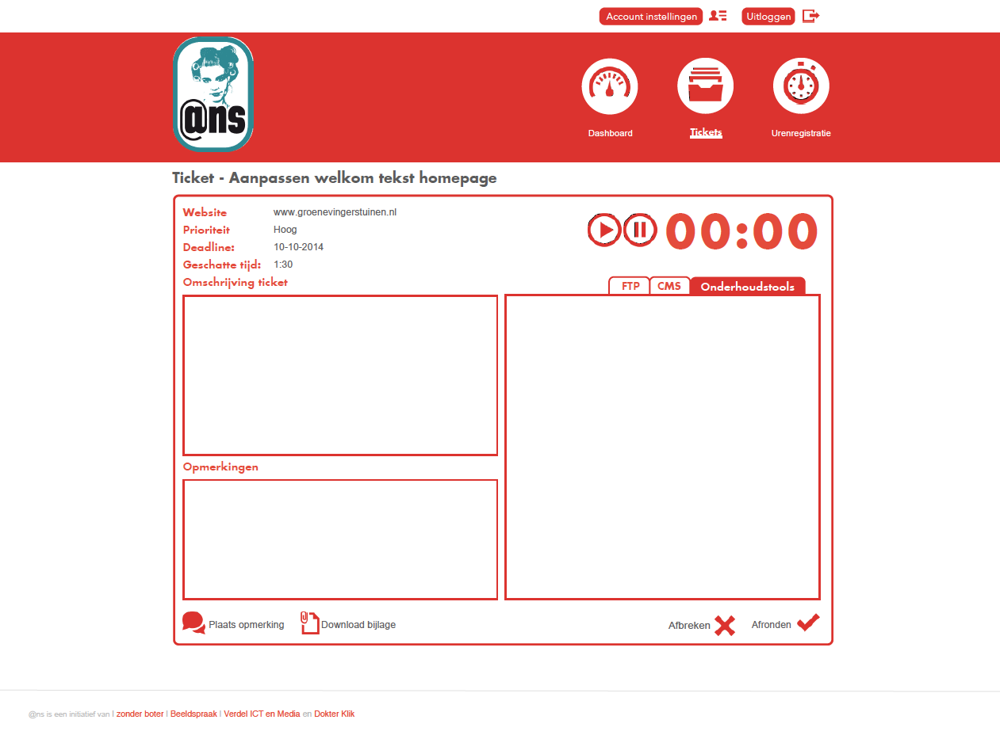 Account instellingen Uitloggen
@ns
Dashboard Tickets Urenregistratie
Ticket - Aanpassen welkom tekst homepage
Website www.groenevingerstuinen.nl
Prioriteit Hoog
Deadline: 10-10-2014
Geschatte tijd: 1:30
00:00
Omschrijving ticket
FTP CMS Onderhoudstools
Opmerkingen
Plaats opmerking Download bijlage Afbreken Afronden
@ns is een initiatief van | zonder boter | Beeldspraak | Verdel ICT en Media en Dokter Klik